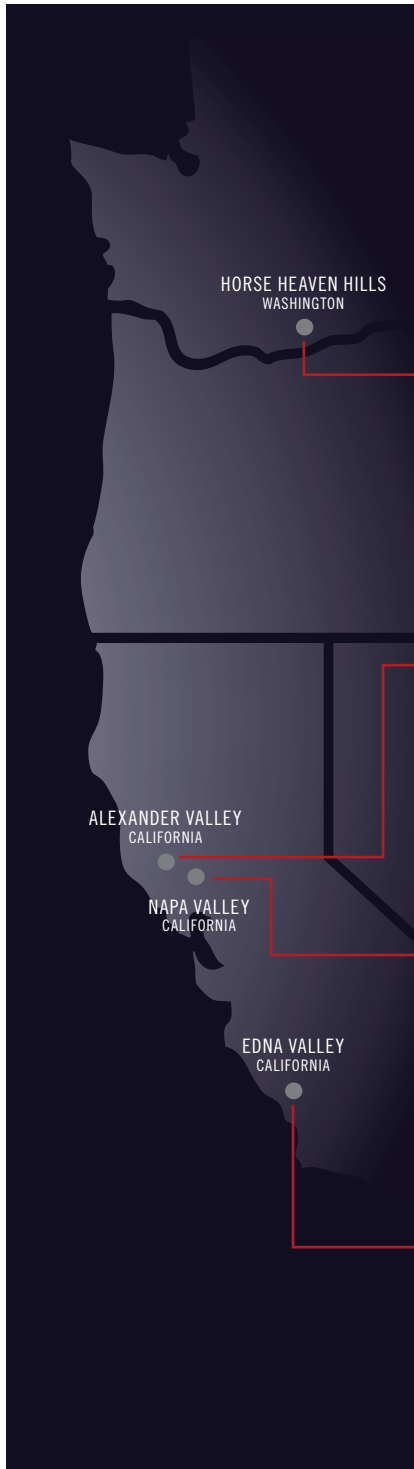 HORSE HEAVEN HILLS
WASHINGTON
ALEXANDER VALLEY
CALIFORNIA
NAPA VALLEY
CALIFORNIA
EDNA VALLEY
CALIFORNIA